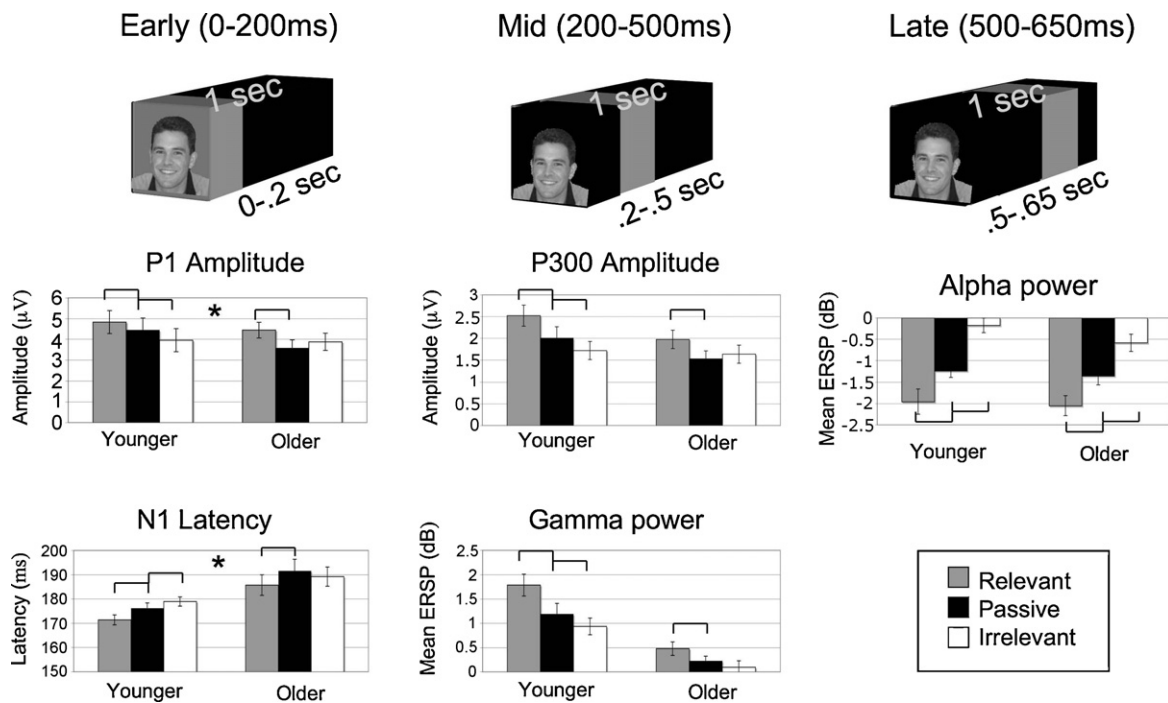 Early (0-200ms)
Mid (200-500ms)
Late (500-650ms)
1 sec
0-.2 sec
1 sec
.2-.5 sec
1 sec
.5-.65 sec
P1 Amplitude
Amplitude (μV)
6
5
4
3
2
1
0
*
Younger
Older
P300 Amplitude
Amplitude (μV)
3
2.5
2
1.5
1
0.5
0
Younger
Older
Alpha power
Mean ERSP (dB)
0
-0.5
-1
-1.5
-2
-2.5
Younger
Older
N1 Latency
Latency (ms)
200
190
180
170
160
150
*
Younger
Older
Gamma power
Mean ERSP (dB)
2.5
2
1.5
1
0.5
0
Younger
Older
Relevant
Passive
Irrelevant